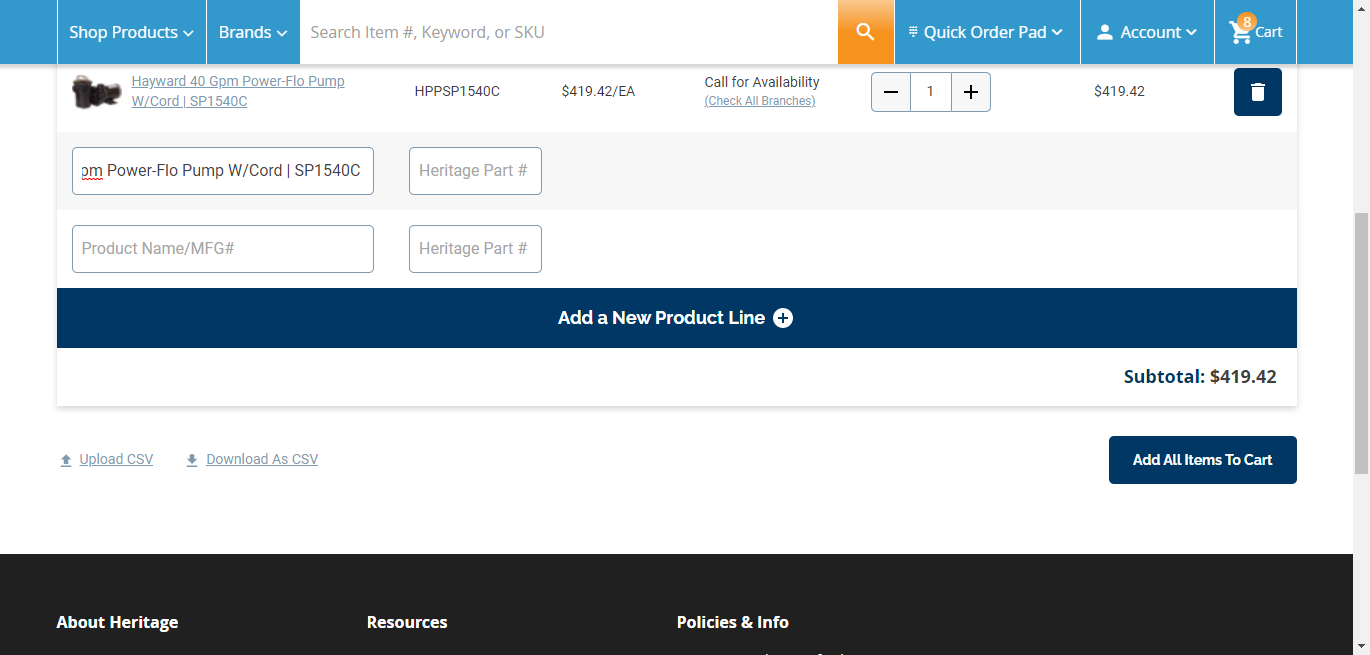 Shop Products
Brands
Search Item #, Keyword, or SKU
Quick Order Pad
Account
8
Cart
Hayward 40 Gpm Power-Flo Pump
W/Cord | SP1540C
HPPSP1540C
$419.42/EA
Call for Availability
(Check All Branches)
1
$419.42
pm Power-Flo Pump W/Cord | SP1540C
Heritage Part #
Product Name/MFG#
Heritage Part #
Add a New Product Line
Subtotal: $419.42
Upload CSV
Download As CSV
Add All Items To Cart
About Heritage
Resources
Policies & Info